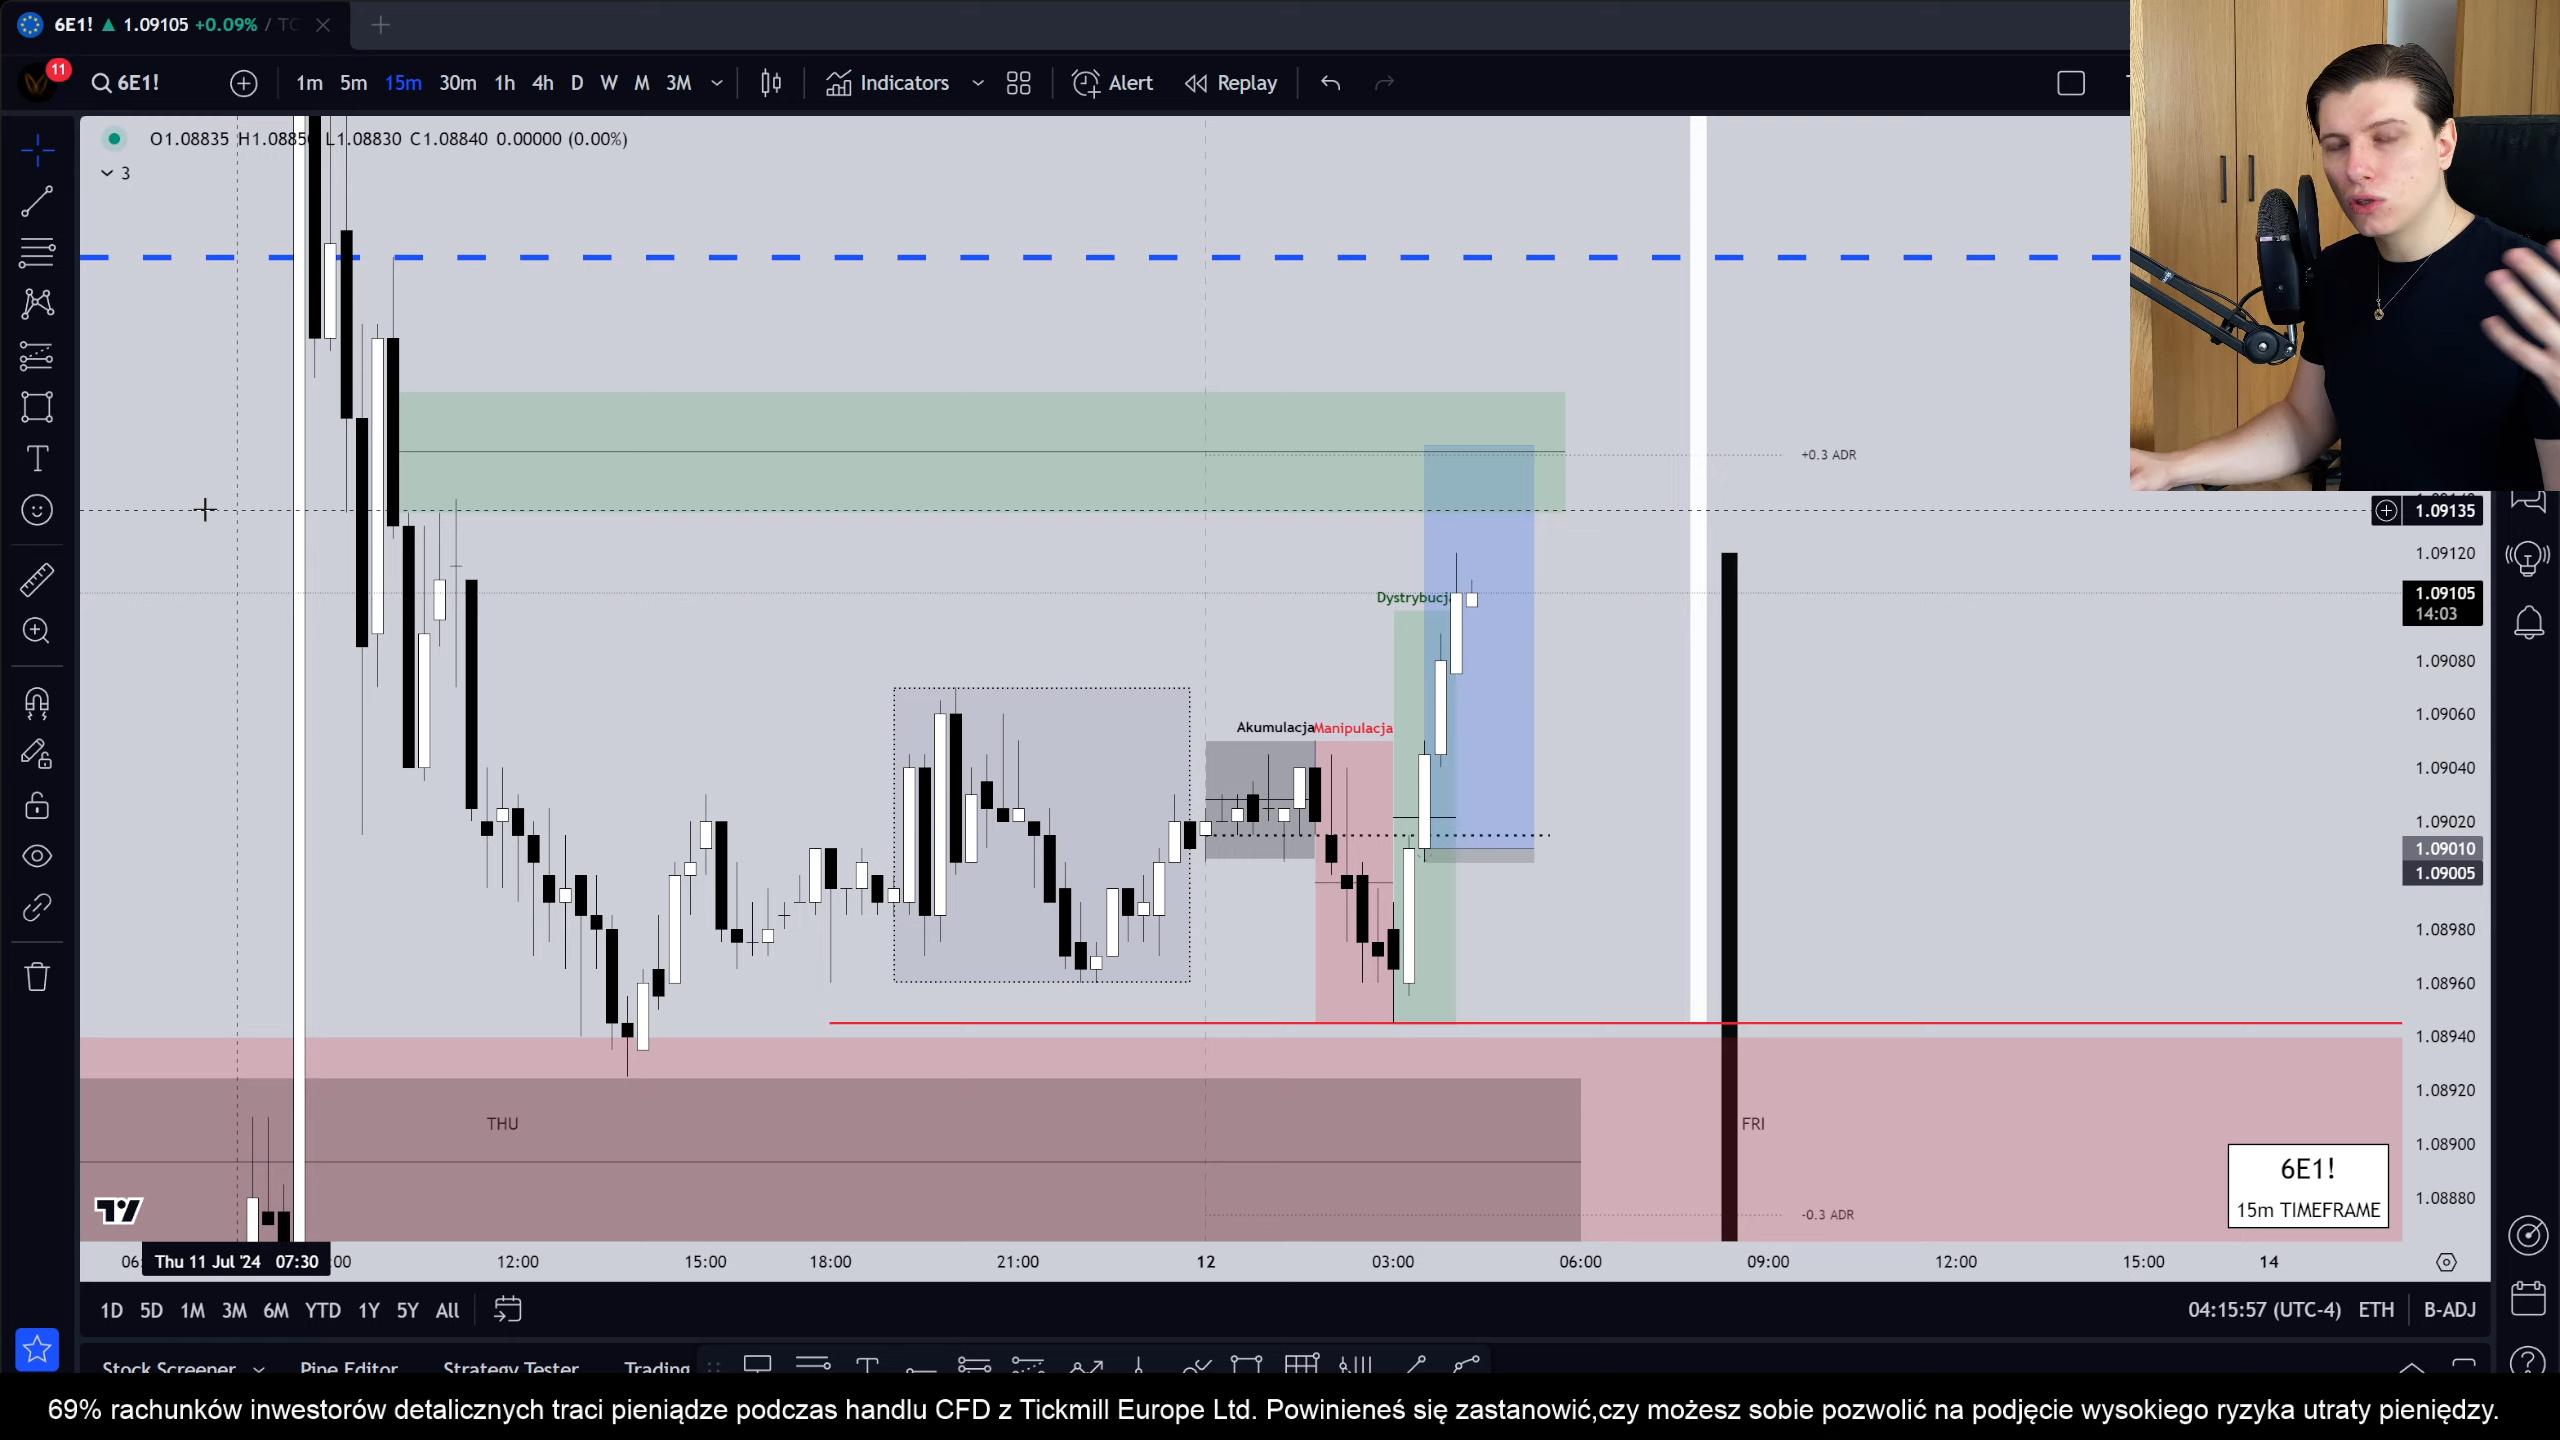 6E1! ▲ 1.09105 +0.09% / TC
11
6E1! 1m 5m 15m 30m 1h 4h D W M 3M Indicators Alert Replay
O1.08835 H1.0885 L1.08830 C1.08840 0.00000 (0.00%)
3
+0.3 ADR
1.09135
1.09120
1.09105
14:03
1.09080
1.09060
1.09040
1.09020
1.09010
1.09005
1.08980
1.08960
1.08940
1.08920
1.08900
1.08880
Dystrybucj
Akumulacja
Manipulacja
THU
FRI
-0.3 ADR
6E1!
15m TIMEFRAME
06: Thu 11 Jul '24 07:30 :00 12:00 15:00 18:00 21:00 12 03:00 06:00 09:00 12:00 15:00 14
1D 5D 1M 3M 6M YTD 1Y 5Y All 04:15:57 (UTC-4) ETH B-ADJ
Stock Screener Pine Editor Strategy Tester Trading
69% rachunków inwestorów detalicznych traci pieniądze podczas handlu CFD z Tickmill Europe Ltd. Powinieneś się zastanowić,czy możesz sobie pozwolić na podjęcie wysokiego ryzyka utraty pieniędzy.